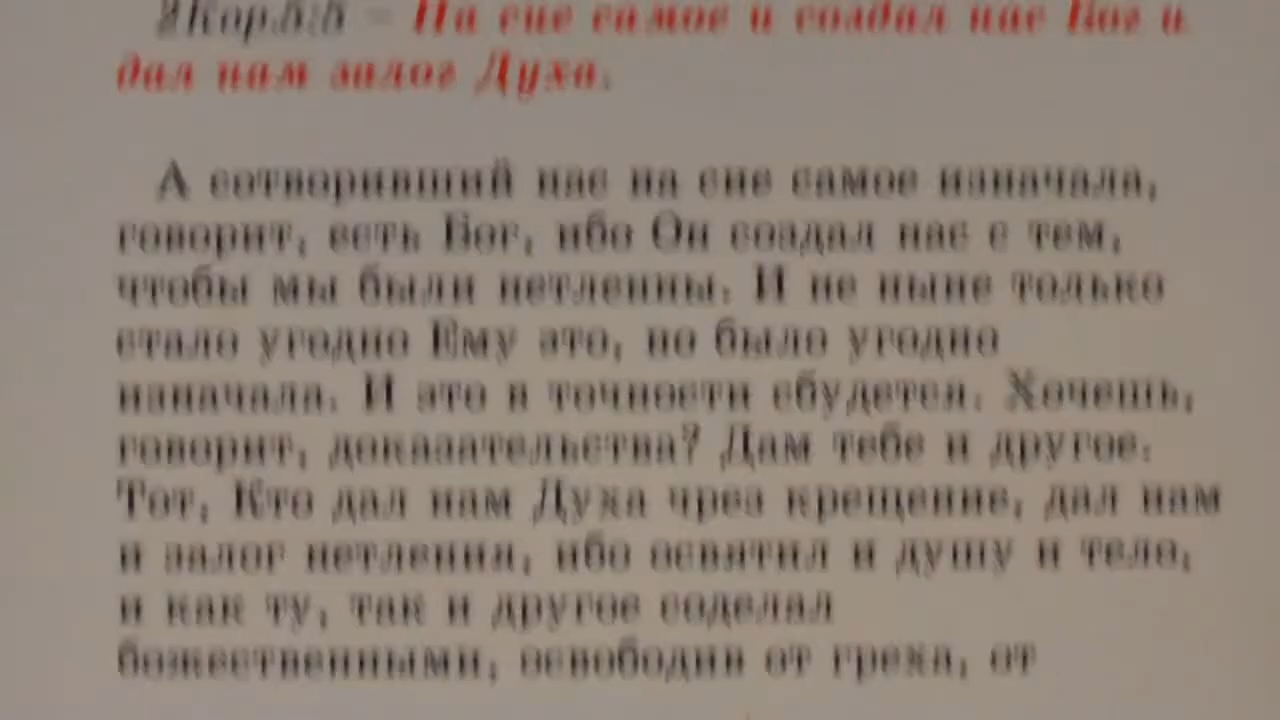 2Кор.5:5 – На сие самое и создал нас Бог и
дал нам залог Духа.
А сотворивший нас на сие самое изначала,
говорит, есть Бог, ибо Он создал нас с тем,
чтобы мы были нетленны. И не ныне только
стало угодно Ему это, но было угодно
изначала. И это в точности сбудется. Хочешь,
говорит, доказательства? Дам тебе и другое.
Тот, Кто дал нам Духа чрез крещение, дал нам
и залог нетления, ибо освятил и душу и тело,
и как ту, так и другое соделал
божественными, освободив от греха, от